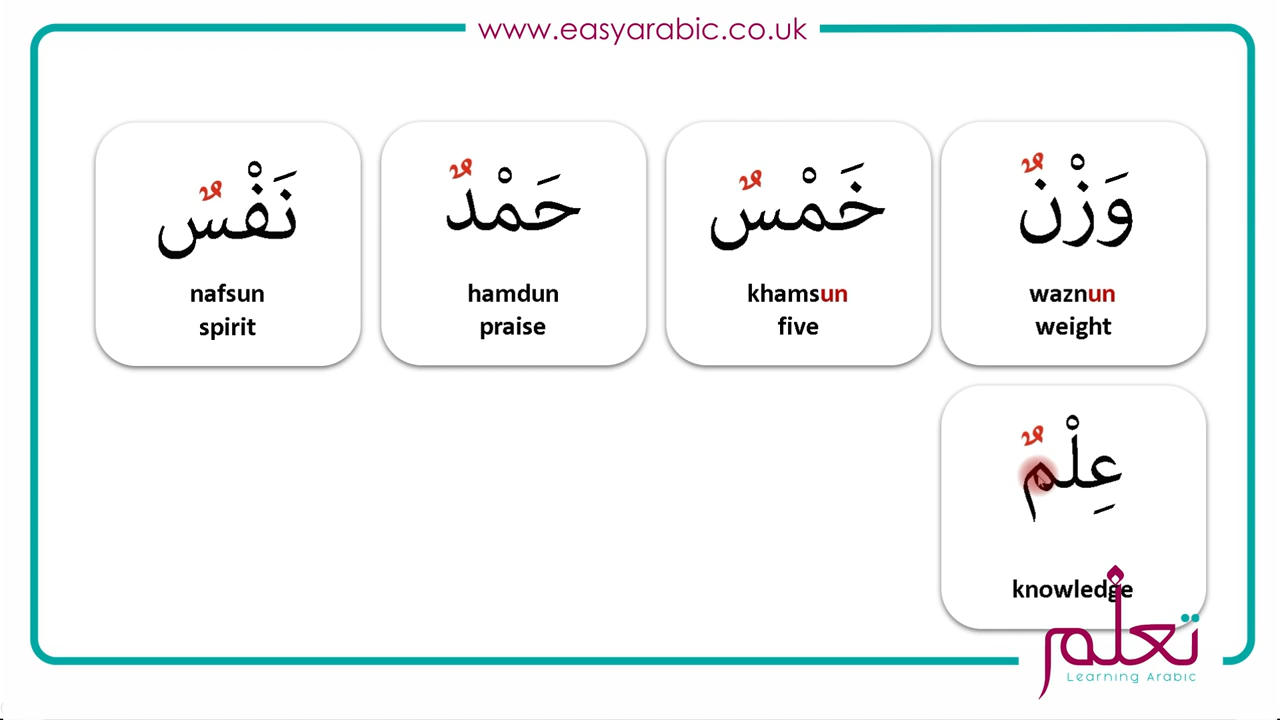 www.easyarabic.co.uk
وَزْنٌ
waznun
weight
خَمْسٌ
khamsun
five
حَمْدٌ
hamdun
praise
نَفْسٌ
nafsun
spirit
عِلْمٌ
knowledge
تعلم
Learning Arabic